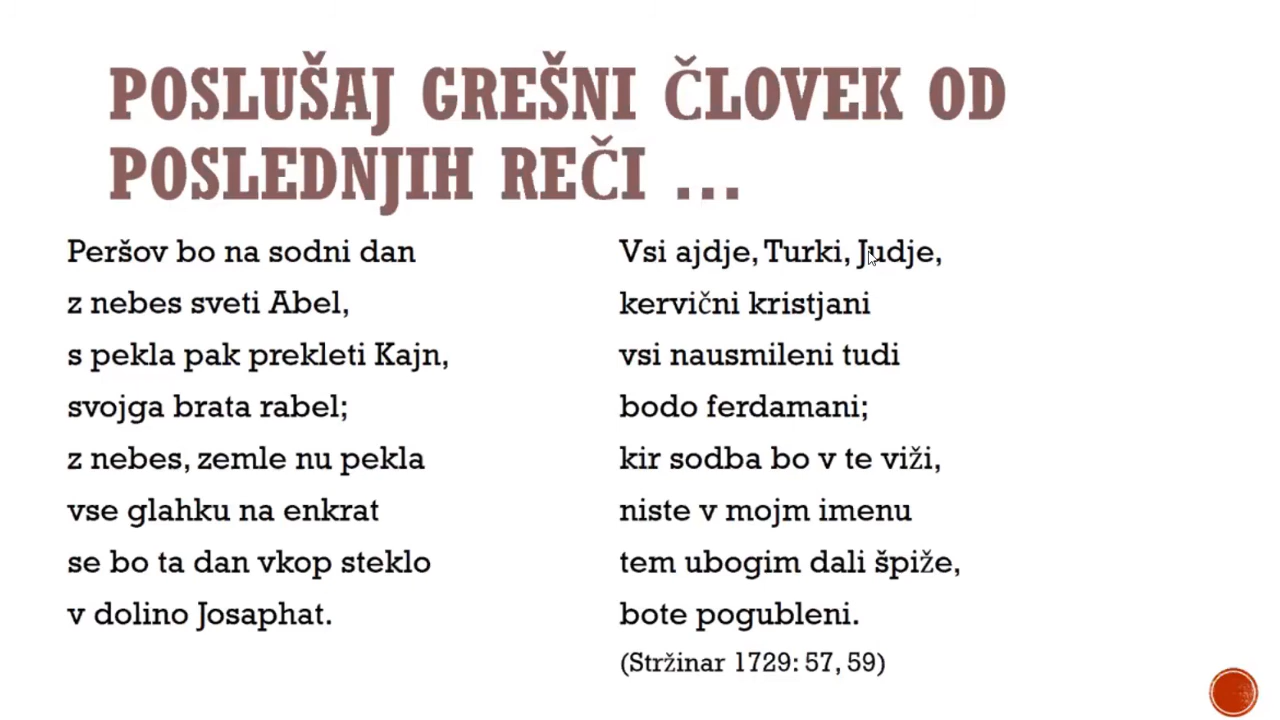 POSLUŠAJ GREŠNI ČLOVEK OD
POSLEDNJIH REČI ...
Peršov bo na sodni dan
z nebes sveti Abel,
s pekla pak prekleti Kajn,
svojga brata rabel;
z nebes, zemle nu pekla
vse glahku na enkrat
se bo ta dan vkop steklo
v dolino Josaphat.
Vsi ajdje, Turki, Judje,
kervični kristjani
vsi nausmileni tudi
bodo ferdamani;
kir sodba bo v te viži,
niste v mojm imenu
tem ubogim dali špiže,
bote pogubleni.
(Stržinar 1729: 57, 59)